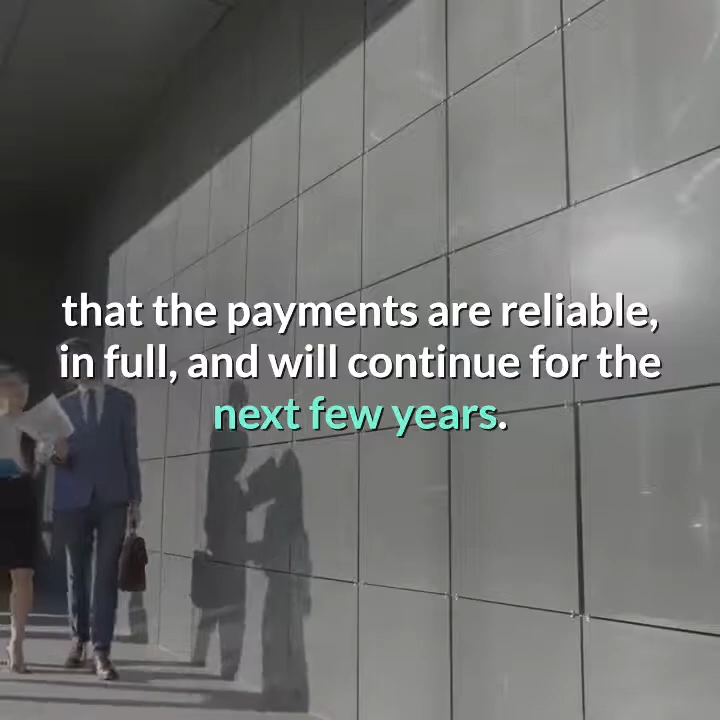 that the payments are reliable,
in full, and will continue for the
next few years.